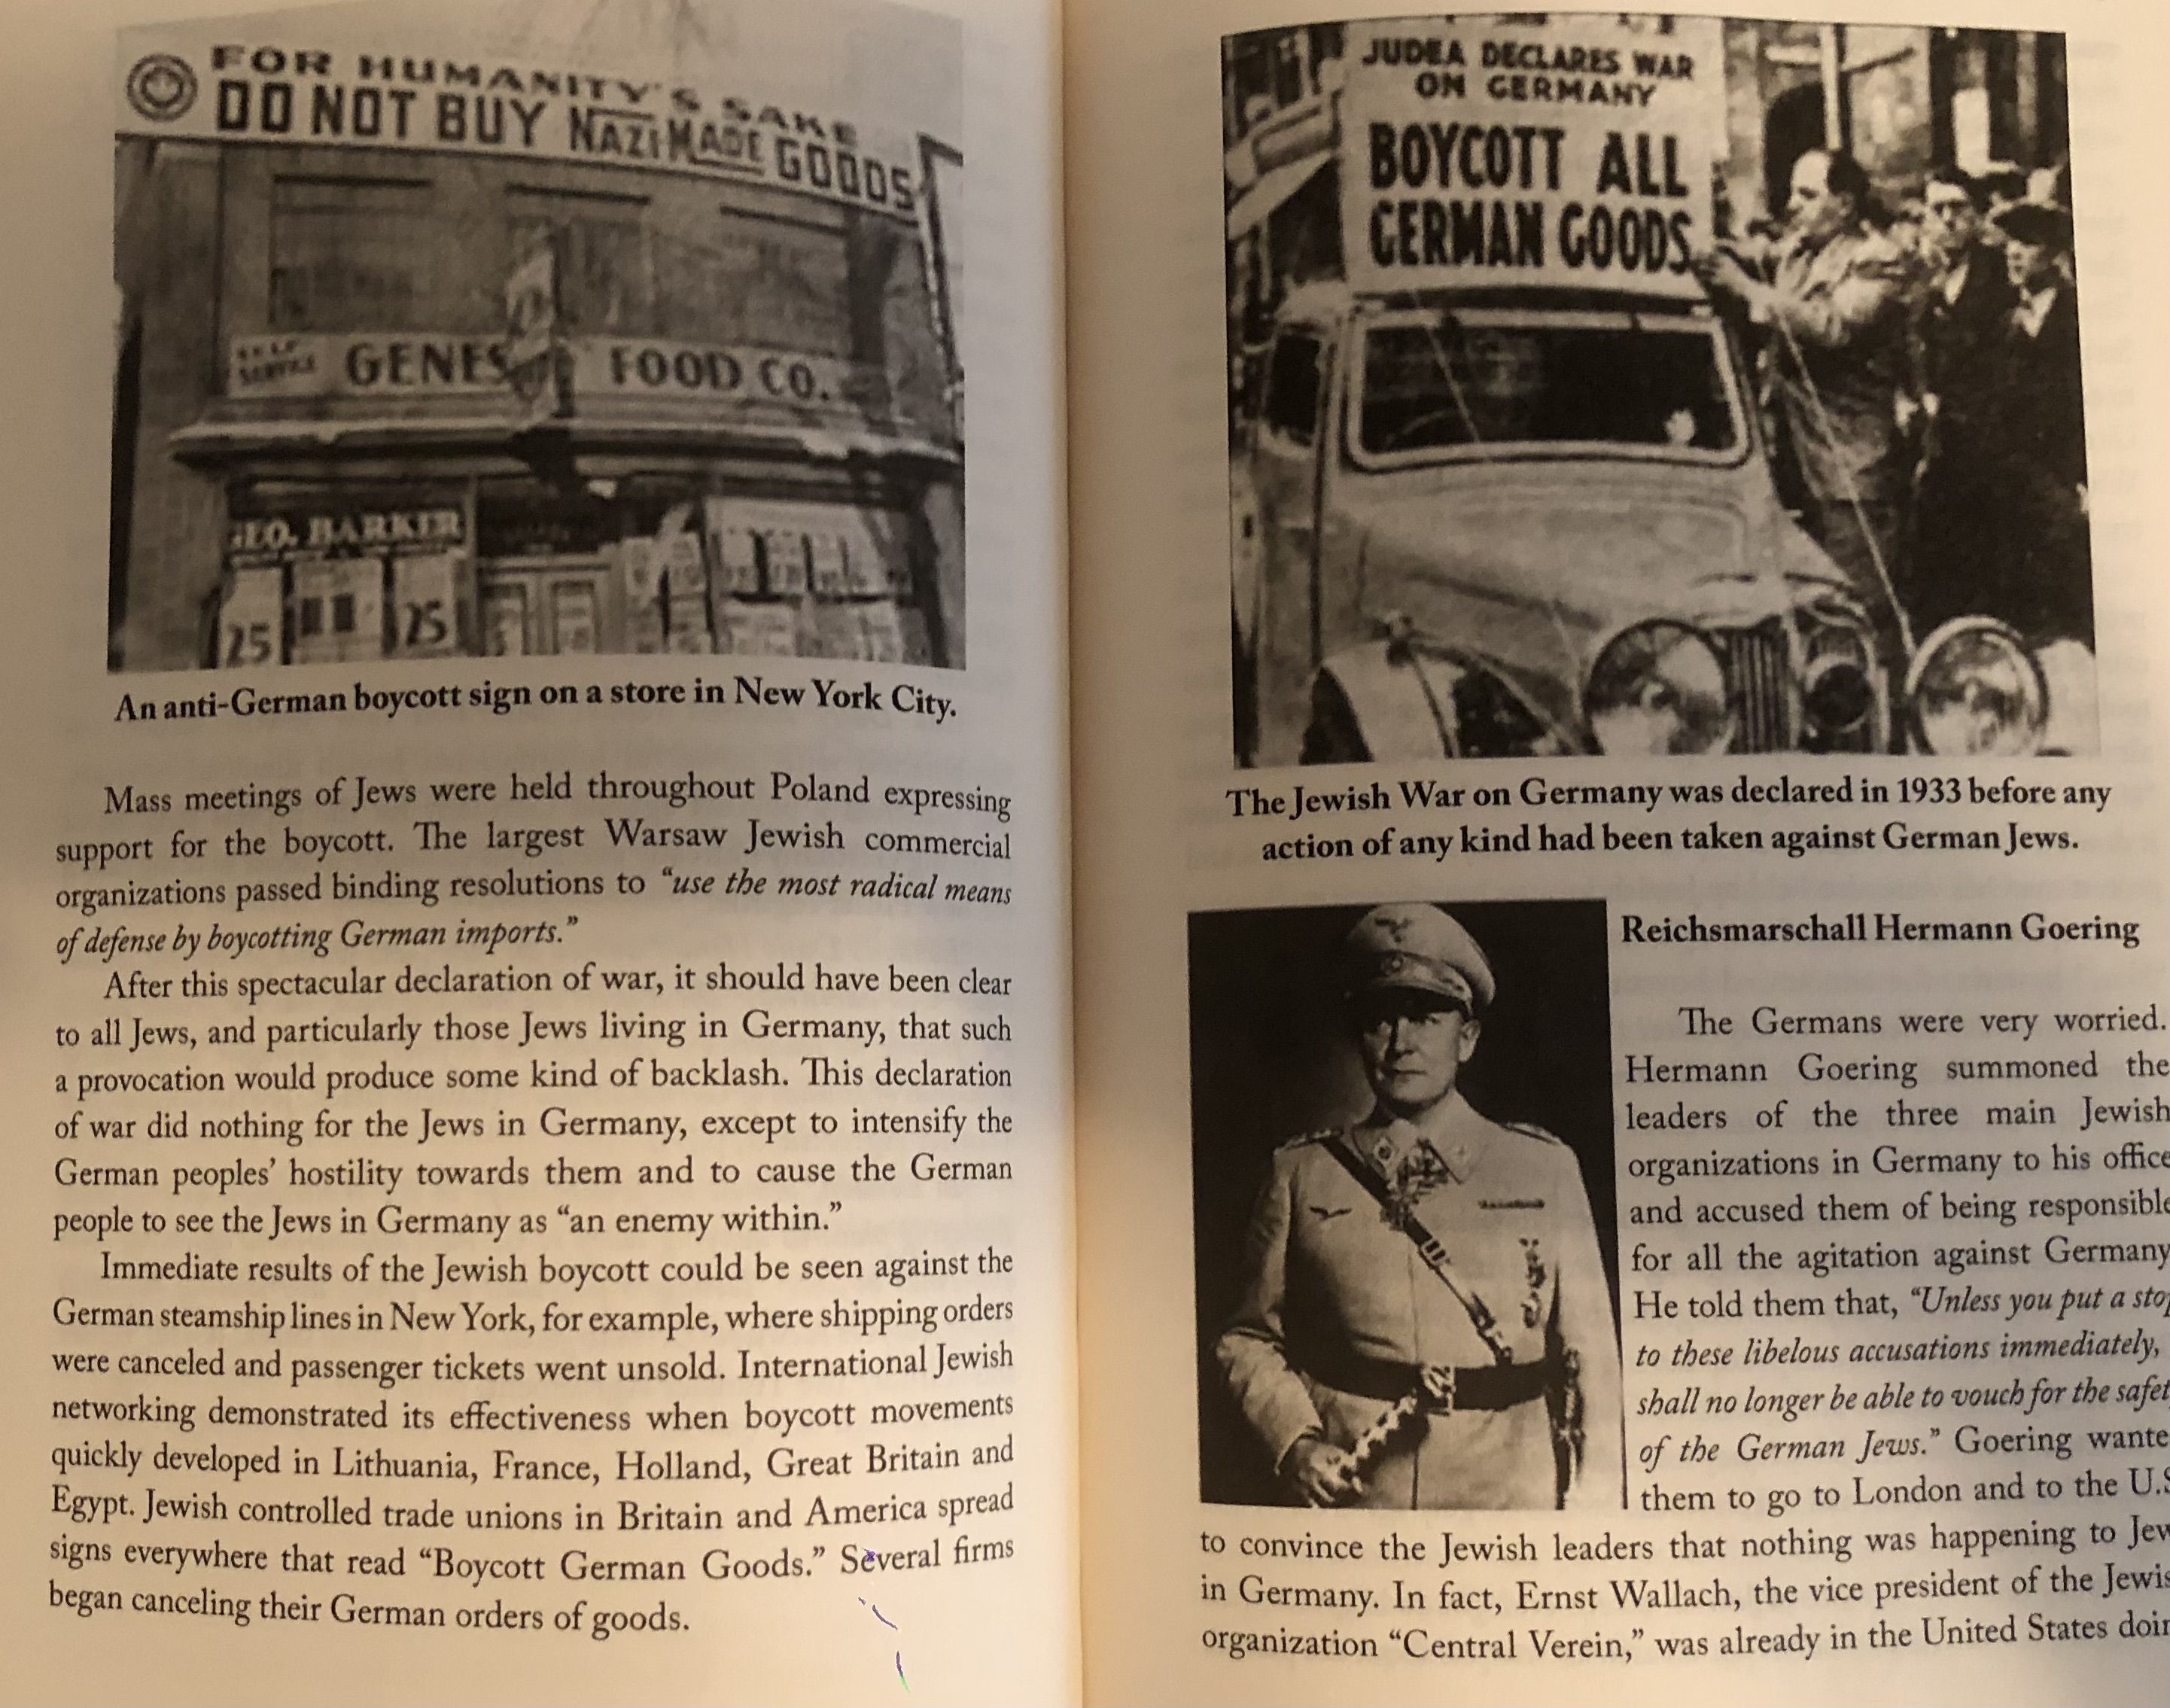 FOR HUMANITY'S SAKE
DO NOT BUY NAZI MADE GOODS
SELF
SERVICE
GENES
FOOD CO.
GEO. BARKER
25
25
An anti-German boycott sign on a store in New York City.
Mass meetings of Jews were held throughout Poland expressing
support for the boycott. The largest Warsaw Jewish commercial
organizations passed binding resolutions to “use the most radical means
of defense by boycotting German imports.”
After this spectacular declaration of war, it should have been clear
to all Jews, and particularly those Jews living in Germany, that such
a provocation would produce some kind of backlash. This declaration
of war did nothing for the Jews in Germany, except to intensify the
German peoples’ hostility towards them and to cause the German
people to see the Jews in Germany as “an enemy within.”
Immediate results of the Jewish boycott could be seen against the
German steamship lines in New York, for example, where shipping orders
were canceled and passenger tickets went unsold. International Jewish
networking demonstrated its effectiveness when boycott movements
quickly developed in Lithuania, France, Holland, Great Britain and
Egypt. Jewish controlled trade unions in Britain and America spread
signs everywhere that read “Boycott German Goods.” Several firms
began canceling their German orders of goods.
JUDEA DECLARES WAR
ON GERMANY
BOYCOTT ALL
GERMAN GOODS
The Jewish War on Germany was declared in 1933 before any
action of any kind had been taken against German Jews.
Reichsmarschall Hermann Goering
The Germans were very worried.
Hermann Goering summoned the
leaders of the three main Jewish
organizations in Germany to his office
and accused them of being responsible
for all the agitation against Germany
He told them that, “Unless you put a stop
to these libelous accusations immediately,
shall no longer be able to vouch for the safet
of the German Jews.” Goering wante
them to go to London and to the U.S
to convince the Jewish leaders that nothing was happening to Jew
in Germany. In fact, Ernst Wallach, the vice president of the Jewis
organization “Central Verein,” was already in the United States doin